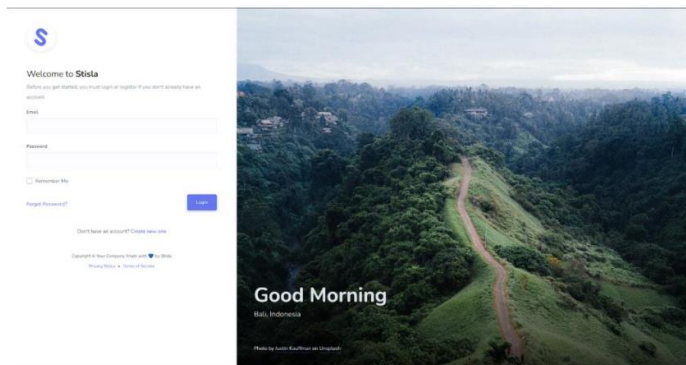 Welcome to Stisla
Before you get started, you must login or register if you don't already have an
account.
Email
Password
Remember Me
Forgot Password?
Login
Don't have an account? Create new one
Copyright © Your Company. Made with 💙 by Stisla
Privacy Policy • Terms of Service
Good Morning
Bali, Indonesia
Photo by Justin Kauffman on Unsplash